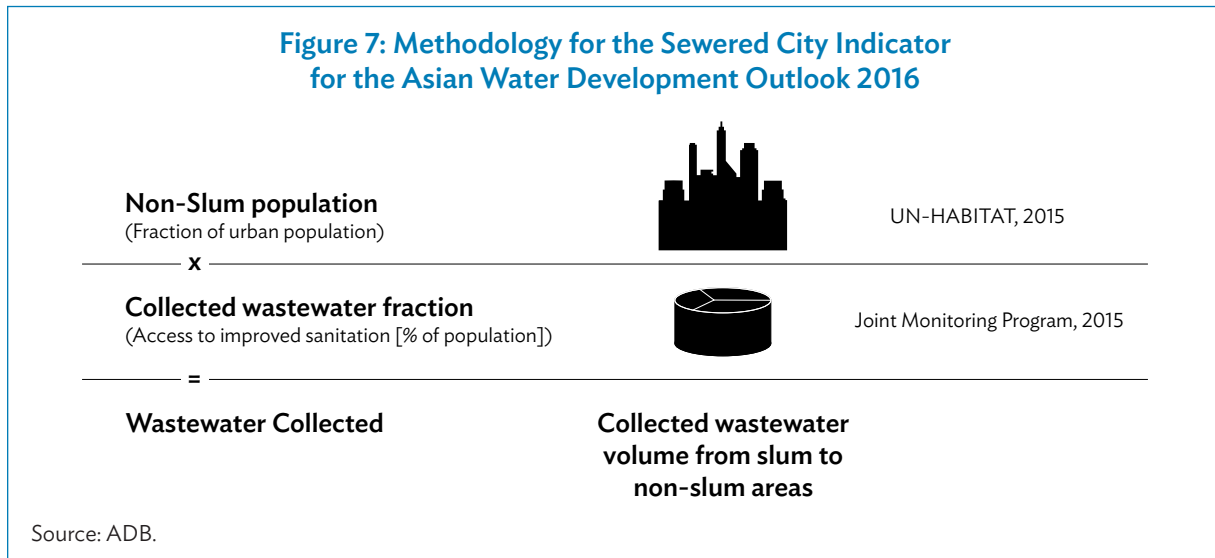 Figure 7: Methodology for the Sewered City Indicator
for the Asian Water Development Outlook 2016
Non-Slum population
(Fraction of urban population)
UN-HABITAT, 2015
x
Collected wastewater fraction
(Access to improved sanitation [% of population])
Joint Monitoring Program, 2015
=
Wastewater Collected
Collected wastewater
volume from slum to
non-slum areas
Source: ADB.